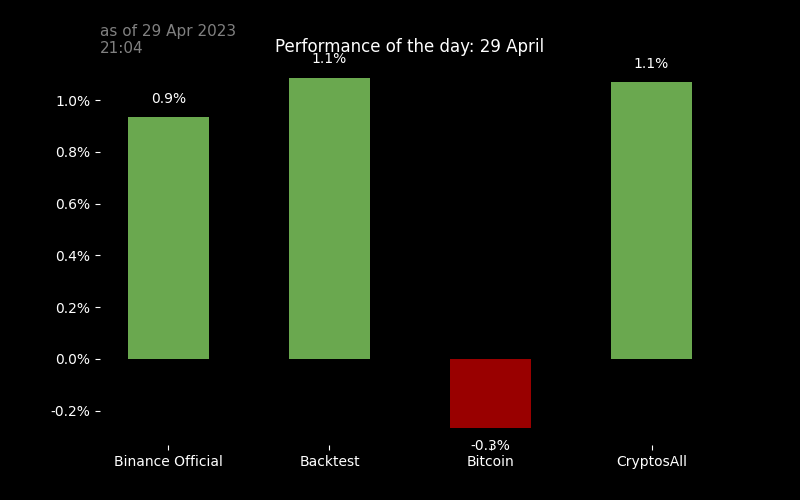 as of 29 Apr 2023
21:04
Performance of the day: 29 April
0.9%
1.1%
-0.3%
1.1%
1.0%
0.8%
0.6%
0.4%
0.2%
0.0%
-0.2%
Binance Official
Backtest
Bitcoin
CryptosAll